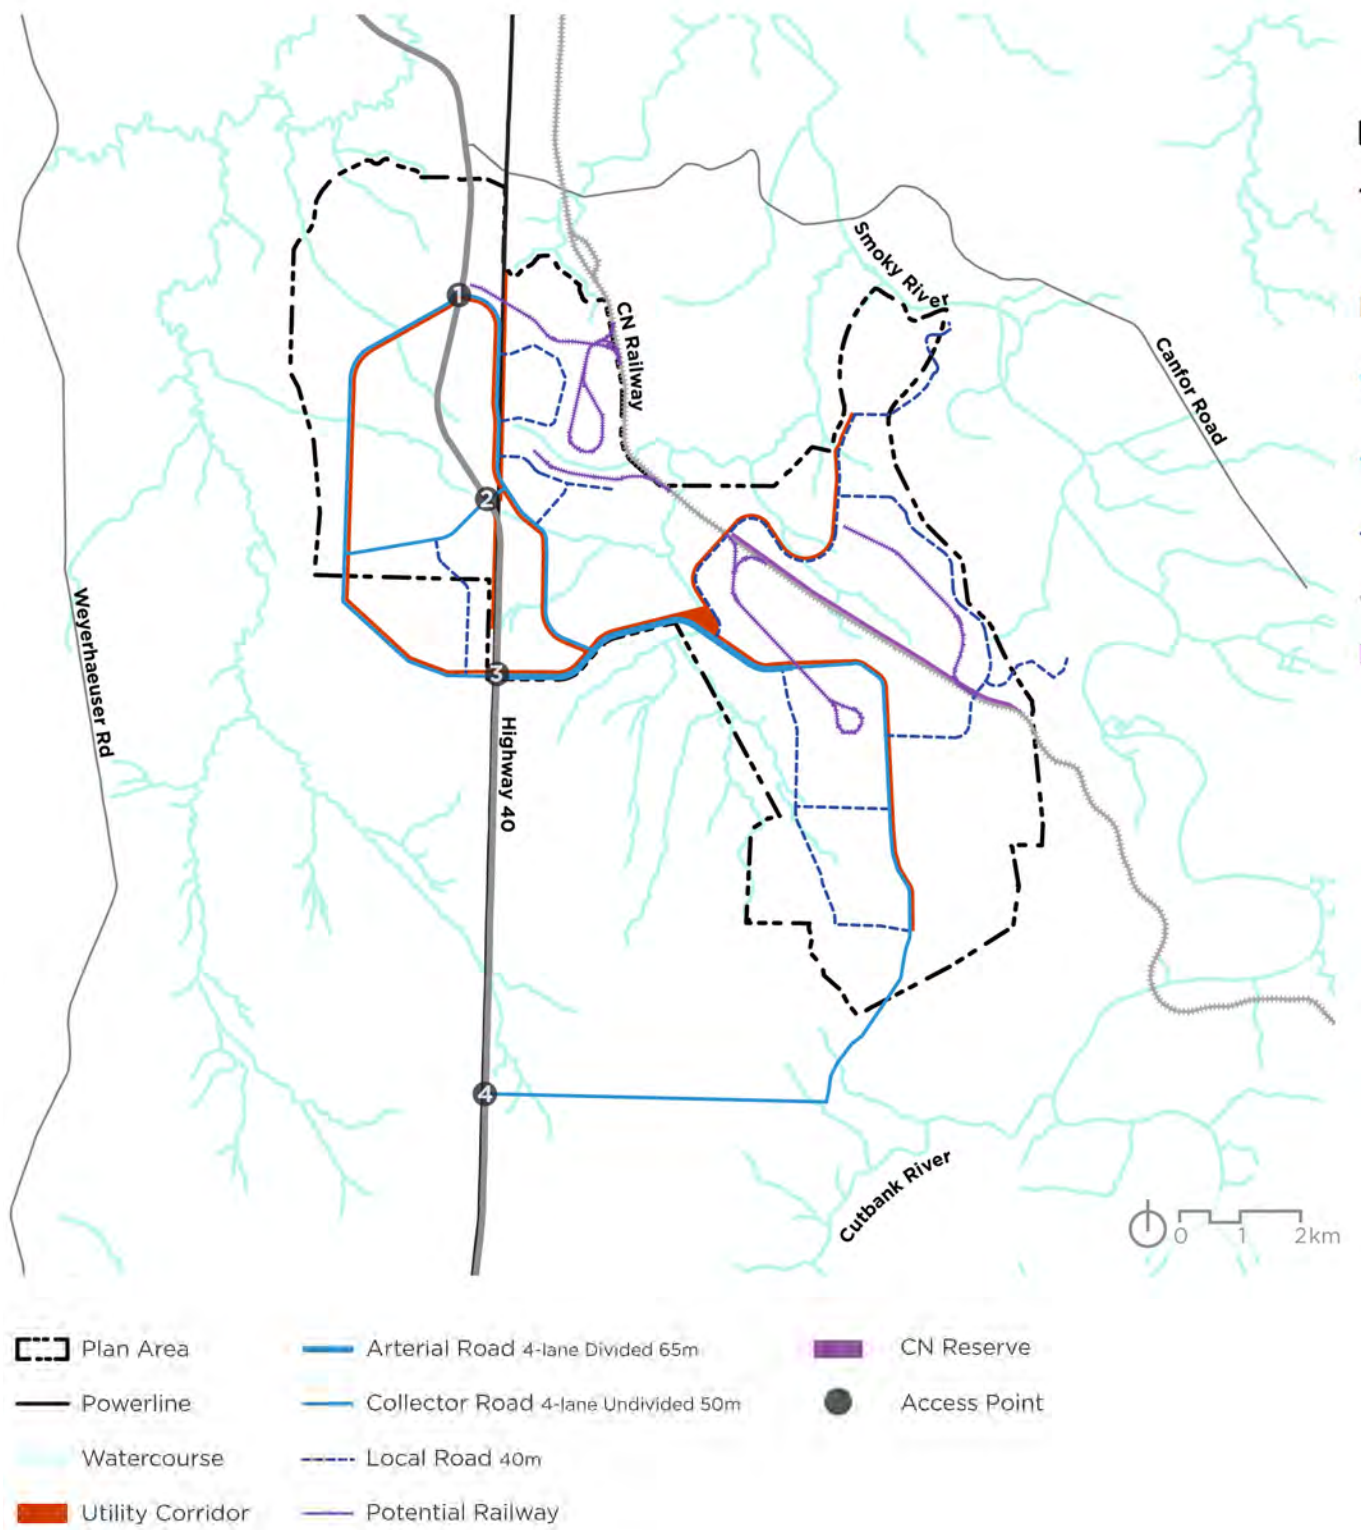 Smoky River
1
CN Railway
Canfor Road
2
Weyerhaeuser Rd
3
Highway 40
4
Cutbank River
0 1 2km
Plan Area
Arterial Road 4-lane Divided 65m
CN Reserve
Powerline
Collector Road 4-lane Undivided 50m
Access Point
Watercourse
Local Road 40m
Utility Corridor
Potential Railway